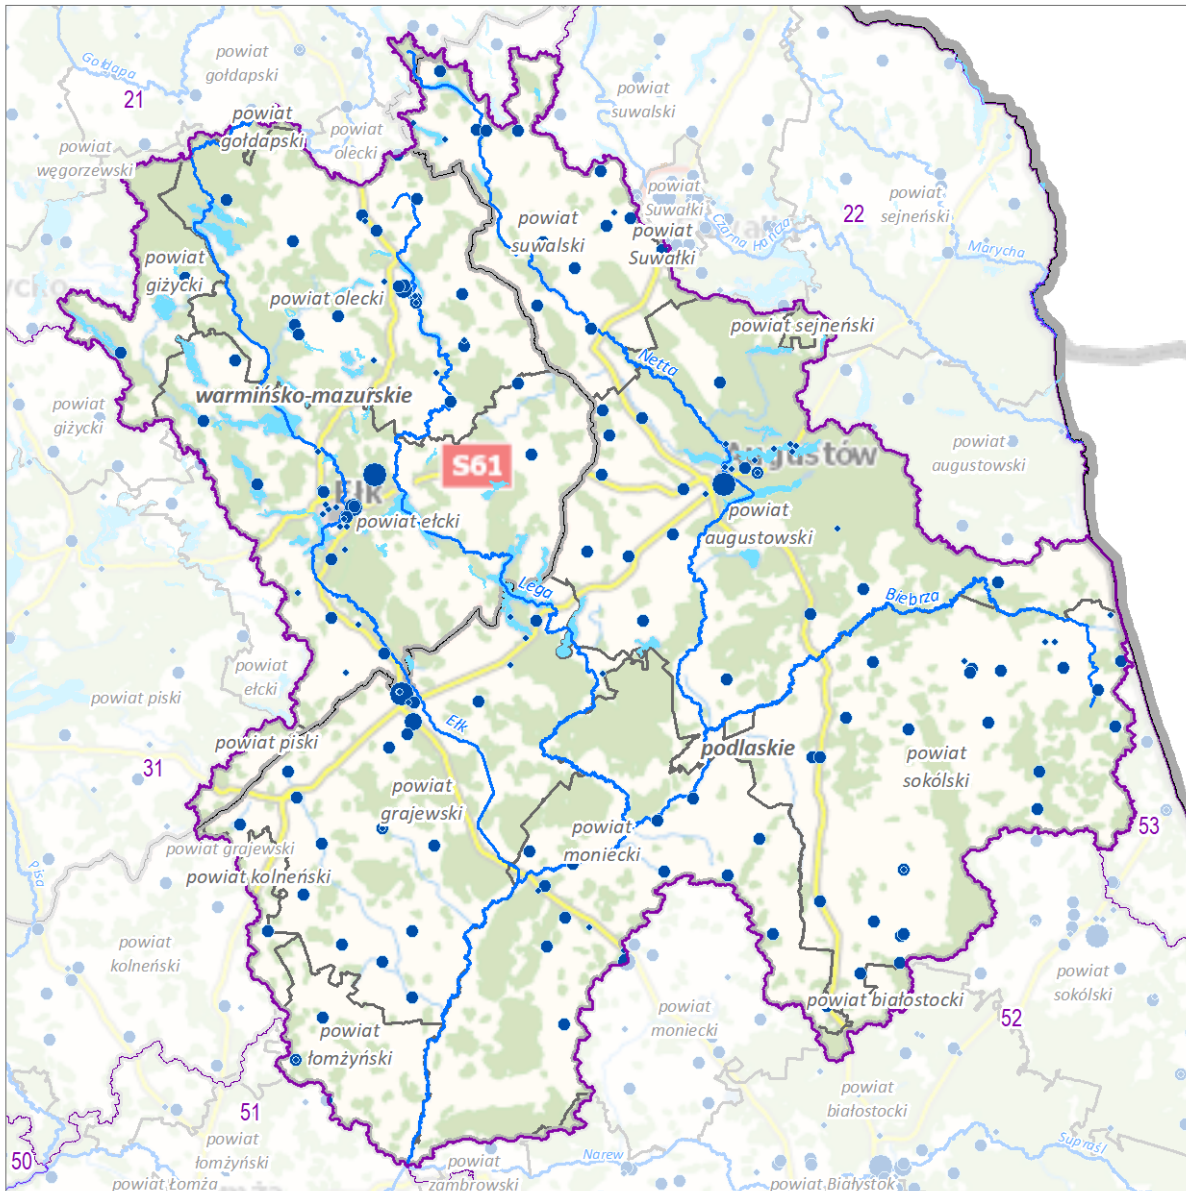 Gołdapa
powiat
gołdapski
21
powiat
gołdapski
powiat
olecki
powiat
suwalski
powiat
węgorzewski
powiat
Suwałki
powiat
sejneński
22
Czarna Hańcza
Marycha
powiat
suwalski
powiat
Suwałki
powiat
giżycki
powiat olecki
powiat sejneński
Netta
warmińsko-mazurskie
powiat
giżycki
S61
Augustów
powiat
augustowski
Ełk
powiat ełcki
powiat
augustowski
Lega
Biebrza
powiat
ełcki
powiat piski
Ełk
powiat piski
31
podlaskie
powiat
sokólski
powiat
grajewski
powiat
moniecki
53
powiat grajewski
powiat kolneński
Pisa
powiat
kolneński
powiat
sokólski
powiat białostocki
powiat
moniecki
52
powiat
łomżyński
powiat
białostocki
51
powiat
łomżyński
Supraśl
50
Narew
powiat
zambrowski
powiat Łomża
powiat Białystok